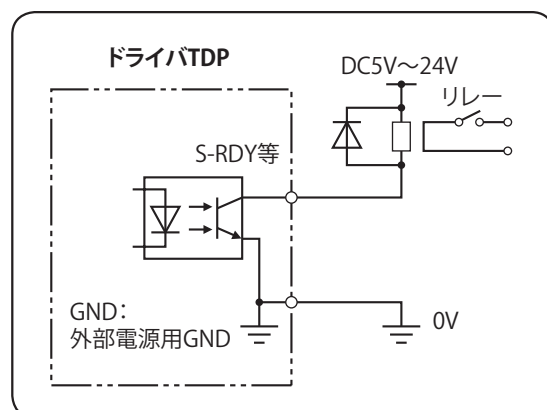 ドライバTDP
DC5V～24V
リレー
S-RDY等
GND：
外部電源用GND
0V